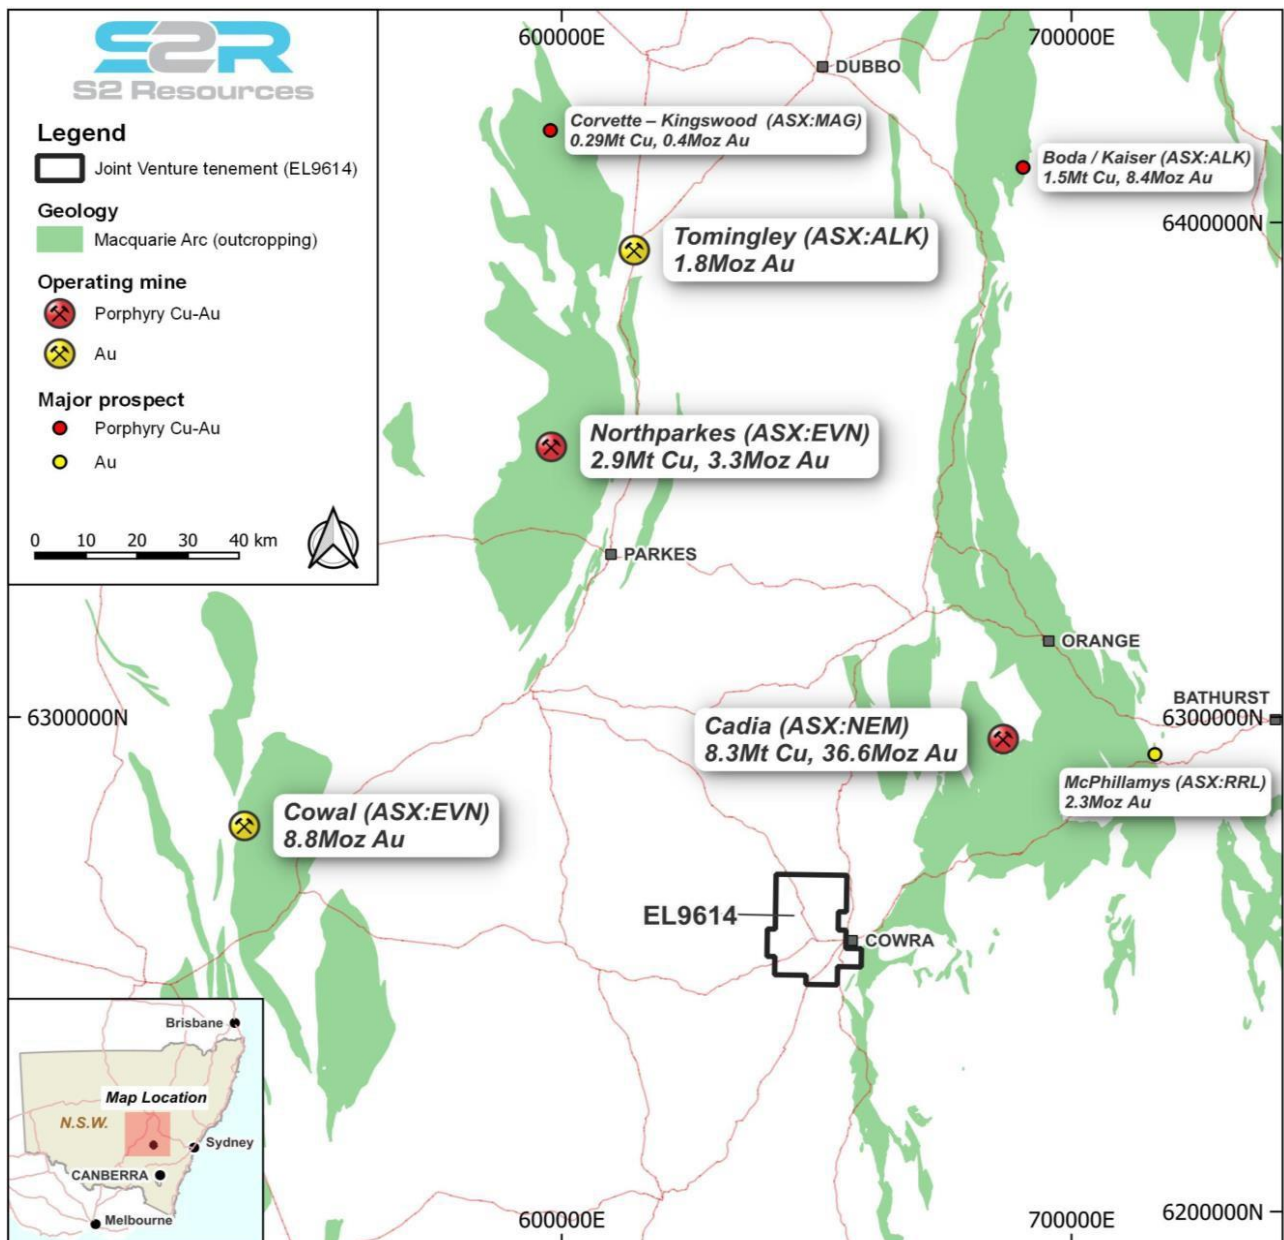 S2R
S2 Resources
Legend
Joint Venture tenement (EL9614)
Geology
Macquarie Arc (outcropping)
Operating mine
Porphyry Cu-Au
Au
Major prospect
Porphyry Cu-Au
Au
0 10 20 30 40 km
600000E
700000E
DUBBO
Corvette – Kingswood (ASX:MAG)
0.29Mt Cu, 0.4Moz Au
Boda / Kaiser (ASX:ALK)
1.5Mt Cu, 8.4Moz Au
6400000N
Tomingley (ASX:ALK)
1.8Moz Au
Northparkes (ASX:EVN)
2.9Mt Cu, 3.3Moz Au
PARKES
ORANGE
BATHURST
6300000N
6300000N
Cadia (ASX:NEM)
8.3Mt Cu, 36.6Moz Au
McPhillamys (ASX:RRL)
2.3Moz Au
Cowal (ASX:EVN)
8.8Moz Au
EL9614
COWRA
Brisbane
Map Location
N.S.W.
Sydney
CANBERRA
Melbourne
600000E
700000E
6200000N